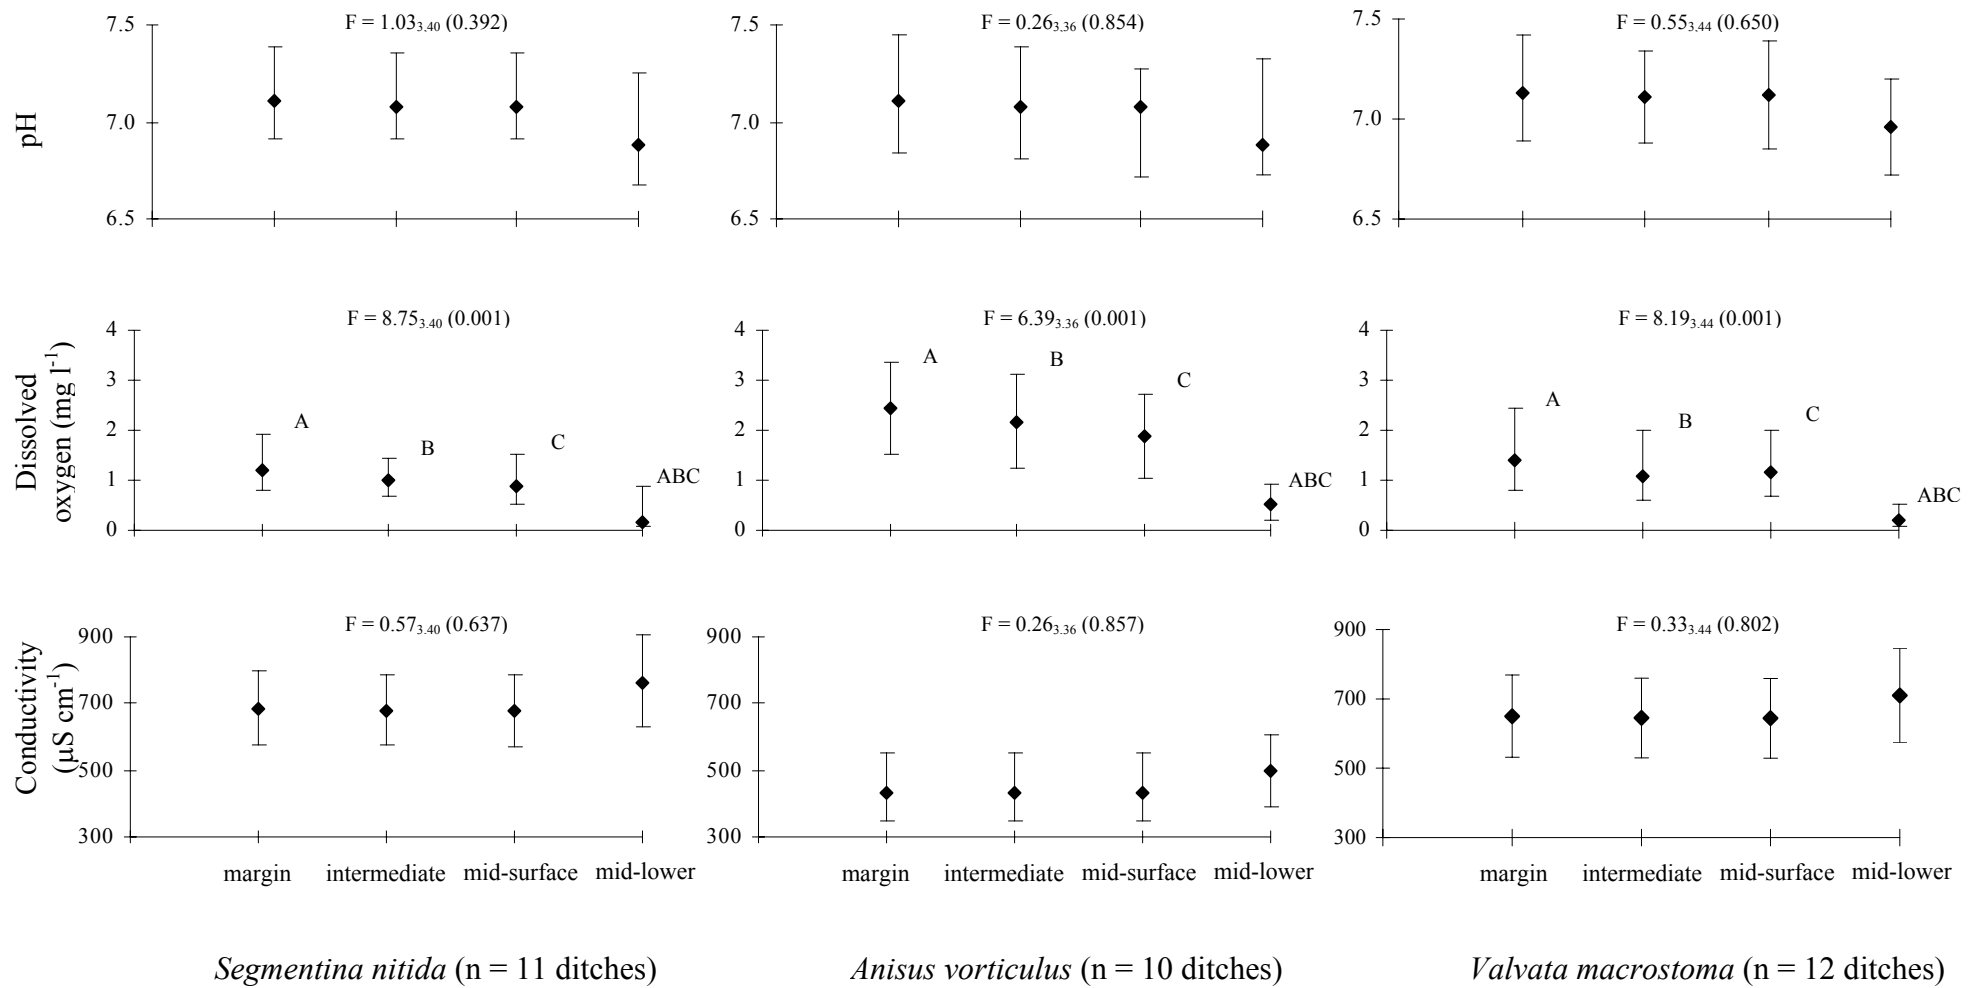 F = 1.03₃,₄₀ (0.392)
F = 0.26₃.₃₆ (0.854)
F = 0.55₃.₄₄ (0.650)
pH
7.5
7.0
6.5
7.5
7.0
6.5
7.5
7.0
6.5
F = 8.75₃.₄₀ (0.001)
F = 6.39₃.₃₆ (0.001)
F = 8.19₃.₄₄ (0.001)
Dissolved
oxygen (mg l⁻¹)
4
3
2
1
0
A
B
C
ABC
4
3
2
1
0
A
B
C
ABC
4
3
2
1
0
A
B
C
ABC
F = 0.57₃.₄₀ (0.637)
F = 0.26₃.₃₆ (0.857)
F = 0.33₃.₄₄ (0.802)
Conductivity
(µS cm⁻¹)
900
700
500
300
900
700
500
300
900
700
500
300
margin intermediate mid-surface mid-lower
margin intermediate mid-surface mid-lower
margin intermediate mid-surface mid-lower
Segmentina nitida (n = 11 ditches)
Anisus vorticulus (n = 10 ditches)
Valvata macrostoma (n = 12 ditches)